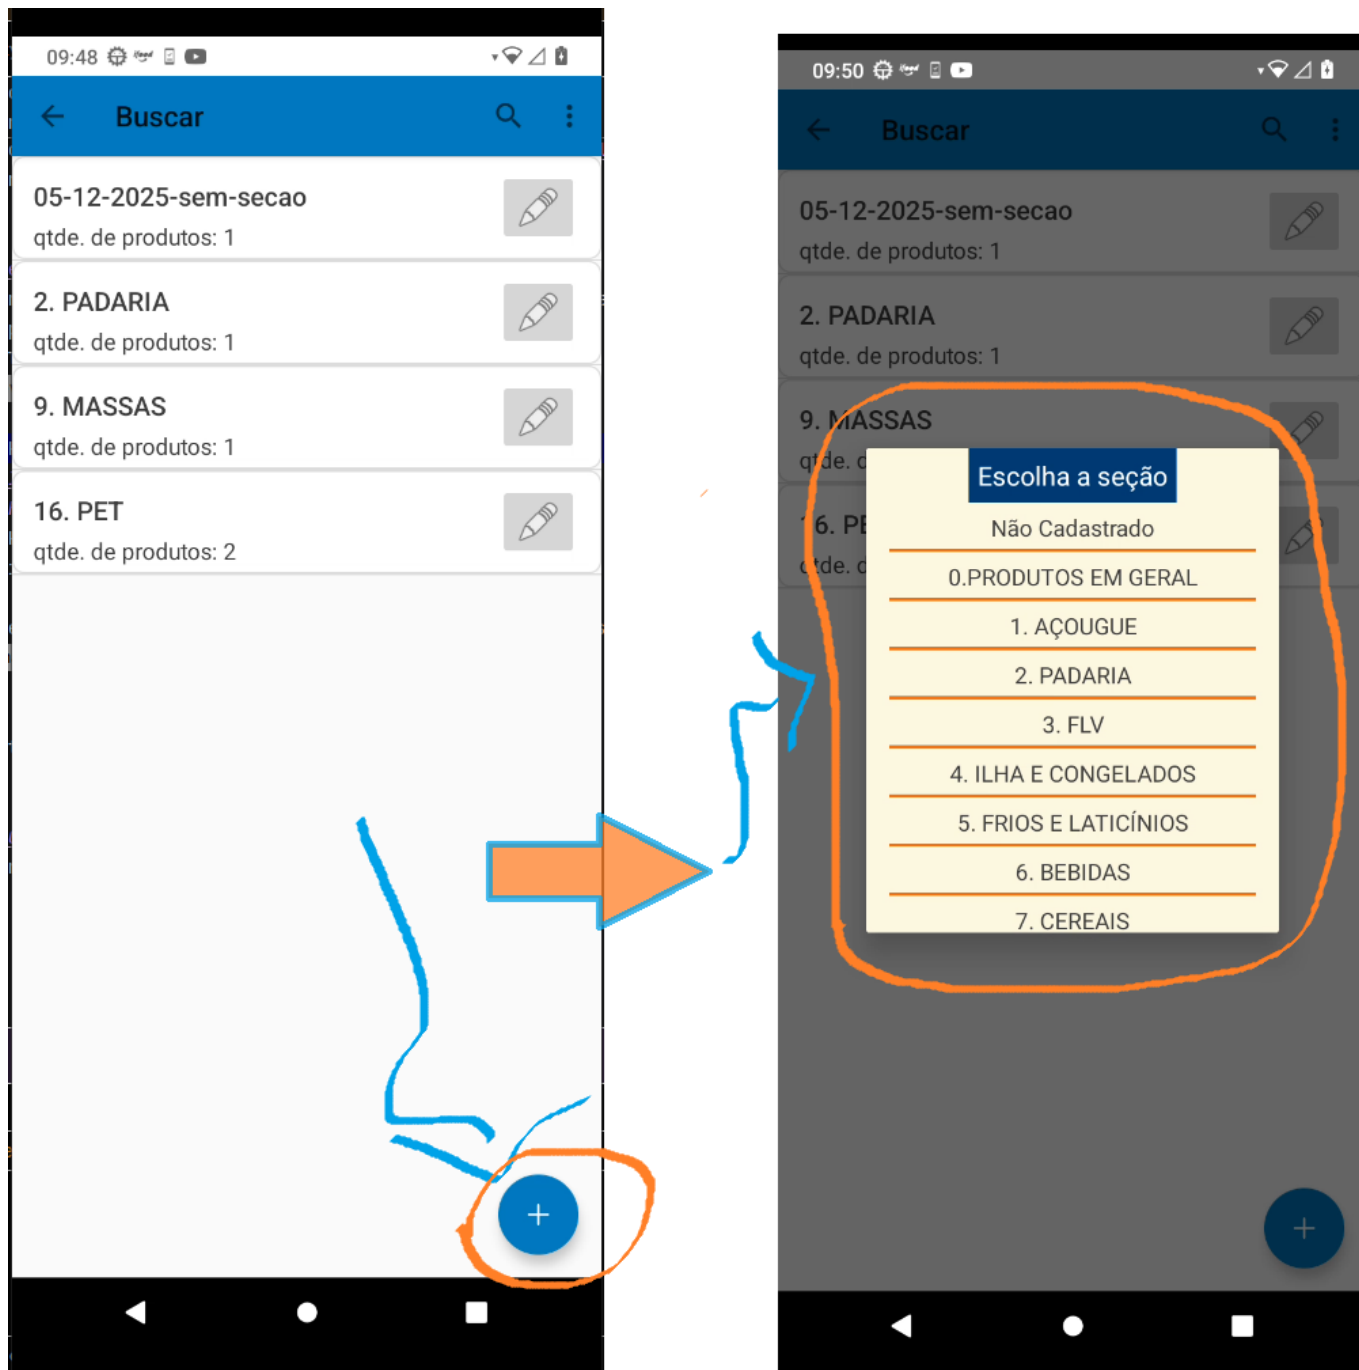 09:48
Buscar
05-12-2025-sem-secao
qtde. de produtos: 1
2. PADARIA
qtde. de produtos: 1
9. MASSAS
qtde. de produtos: 1
16. PET
qtde. de produtos: 2
09:50
Buscar
05-12-2025-sem-secao
qtde. de produtos: 1
2. PADARIA
qtde. de produtos: 1
9. MASSAS
Escolha a seção
Não Cadastrado
0.PRODUTOS EM GERAL
1. AÇOUGUE
2. PADARIA
3. FLV
4. ILHA E CONGELADOS
5. FRIOS E LATICÍNIOS
6. BEBIDAS
7. CEREAIS